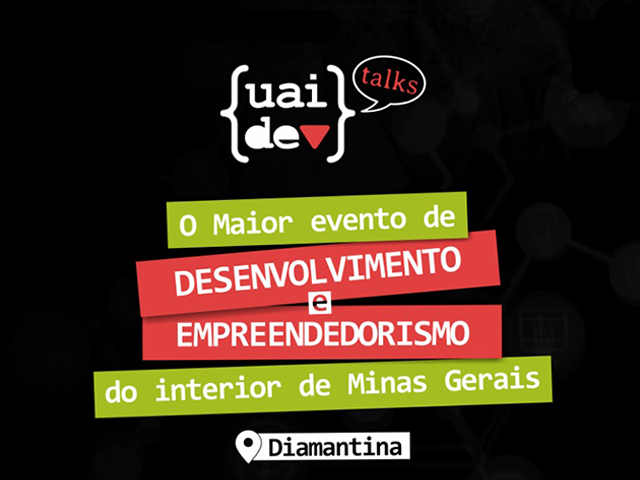 {uai
dev}
talks
O Maior evento de
DESENVOLVIMENTO
e
EMPREENDEDORISMO
do interior de Minas Gerais
Diamantina